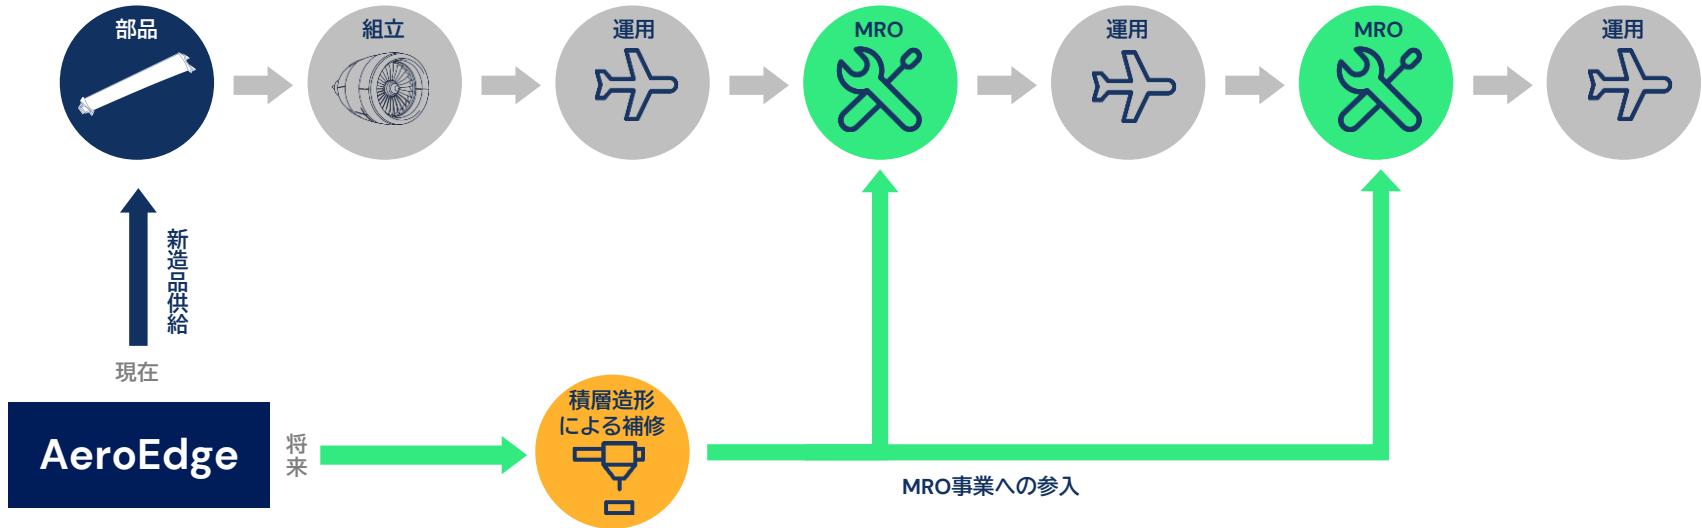 部品
組立
運用
MRO
運用
MRO
運用
新造品供給
現在
AeroEdge
将来
積層造形
による補修
MRO事業への参入